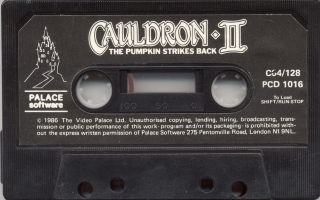 CAULDRON · II
THE PUMPKIN STRIKES BACK
C64/128
PCD 1016
To Load
SHIFT/RUN-STOP
PALACE
software
100 50 0
© 1986 The Video Palace Ltd. Unauthorised copying, lending, hiring, broadcasting, trans-
mission or public performance of this work-program and/or its packaging is prohibited with-
out the express written permission of Palace Software 275 Pentonville Road, London N1 9NL.